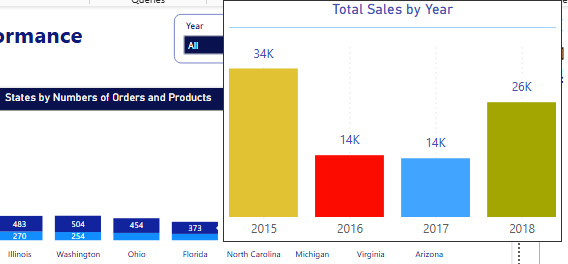 Queries
ormance
Year
All
States by Numbers of Orders and Products
483
504
454
373
270
254
Illinois
Washington
Ohio
Florida
North Carolina
Michigan
Virginia
Arizona
Total Sales by Year
34K
14K
14K
26K
2015
2016
2017
2018